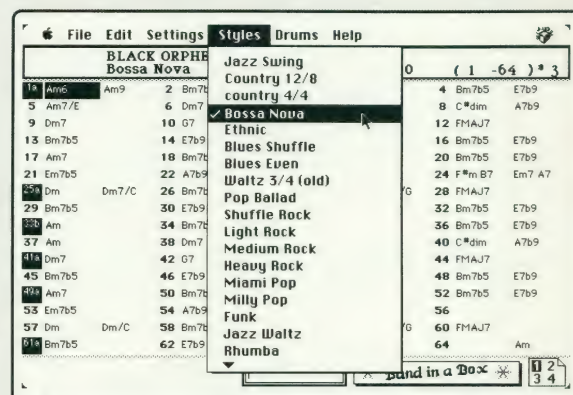 File Edit Settings Styles Drums Help
BLACK ORPHE
Bossa Nova 0 ( 1 -64 ) * 3
Jazz Swing
Country 12/8
country 4/4
✓ Bossa Nova
Ethnic
Blues Shuffle
Blues Even
Waltz 3/4 (old)
Pop Ballad
Shuffle Rock
Light Rock
Medium Rock
Heavy Rock
Miami Pop
Milly Pop
Funk
Jazz Waltz
Rhumba
1a Am6 Am9 2 Bm7b 4 Bm7b5 E7b9
5 Am7/E 6 Dm7 8 C#dim A7b9
9 Dm7 10 G7 12 FMAJ7
13 Bm7b5 14 E7b9 16 Bm7b5 E7b9
17 Am7 18 Bm7b 20 Bm7b5 E7b9
21 Em7b5 22 A7b9 24 F#m B7 Em7 A7
25a Dm Dm7/C 26 Bm7b /G 28 FMAJ7
29 Bm7b5 30 E7b9 32 Bm7b5 E7b9
33b Am 34 Bm7b 36 Bm7b5 E7b9
37 Am 38 Dm7 40 C#dim A7b9
41a Dm7 42 G7 44 FMAJ7
45 Bm7b5 46 E7b9 48 Bm7b5 E7b9
49a Am7 50 Bm7b 52 Bm7b5 E7b9
53 Em7b5 54 A7b9 56
57 Dm Dm/C 58 Bm7b /G 60 FMAJ7
61a Bm7b5 62 E7b9 64 Am
Band in a Box 1 2 3 4